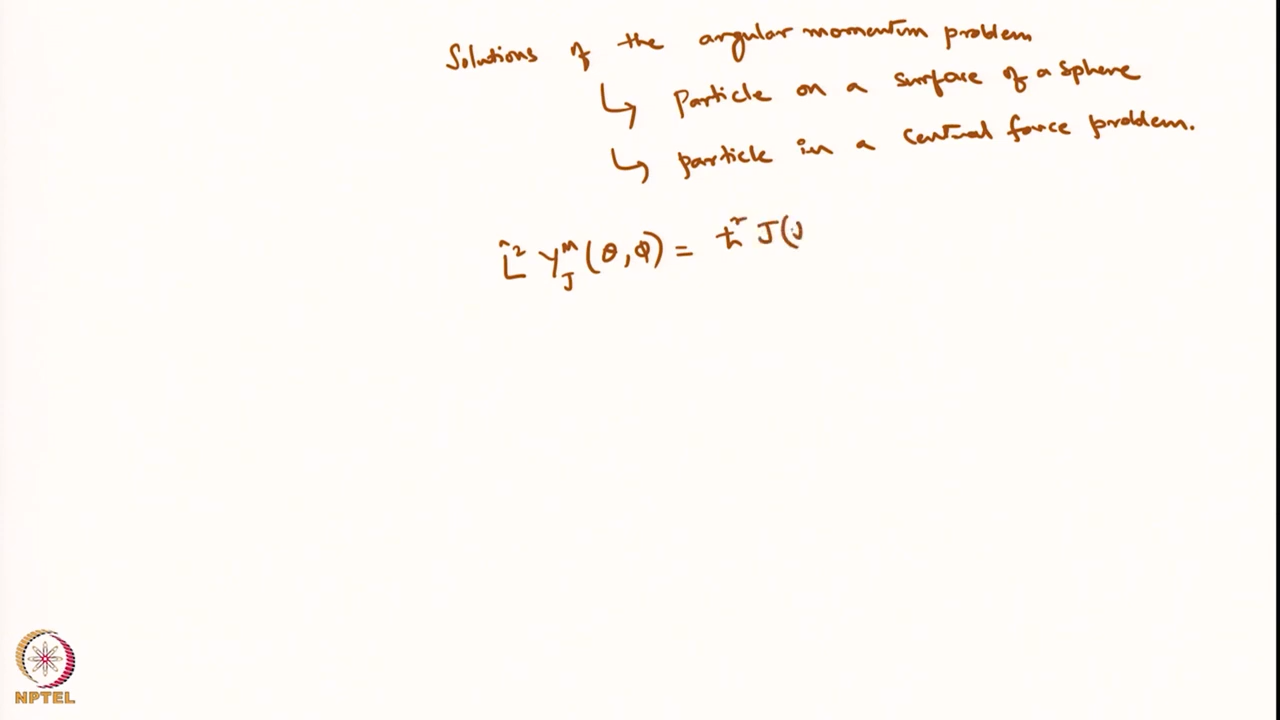 Solutions of the angular momentum problem
↳ Particle on a surface of a sphere
↳ particle in a central force problem.
L̂² Y_J^M (θ,φ) = ħ² J(J
NPTEL